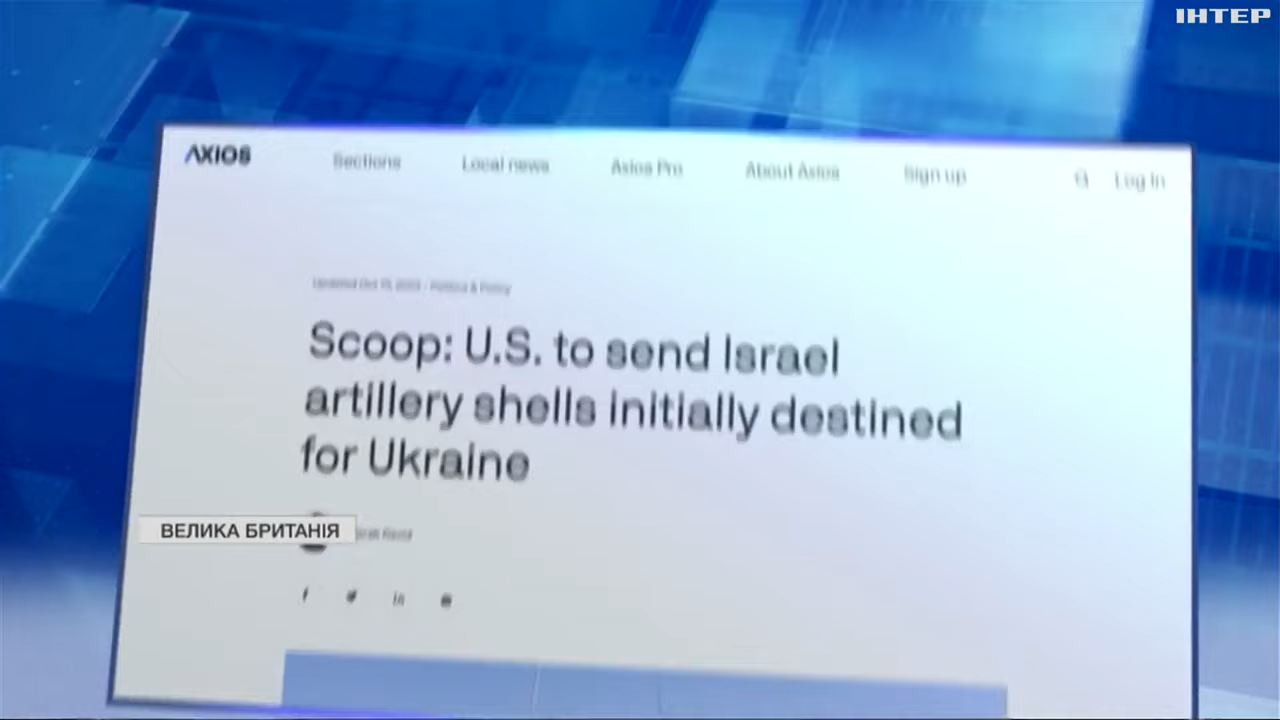 ІНТЕР
AXIOS Sections Local news Axios Pro About Axios Sign up Log In
Scoop: U.S. to send Israel
artillery shells initially destined
for Ukraine
ВЕЛИКА БРИТАНІЯ